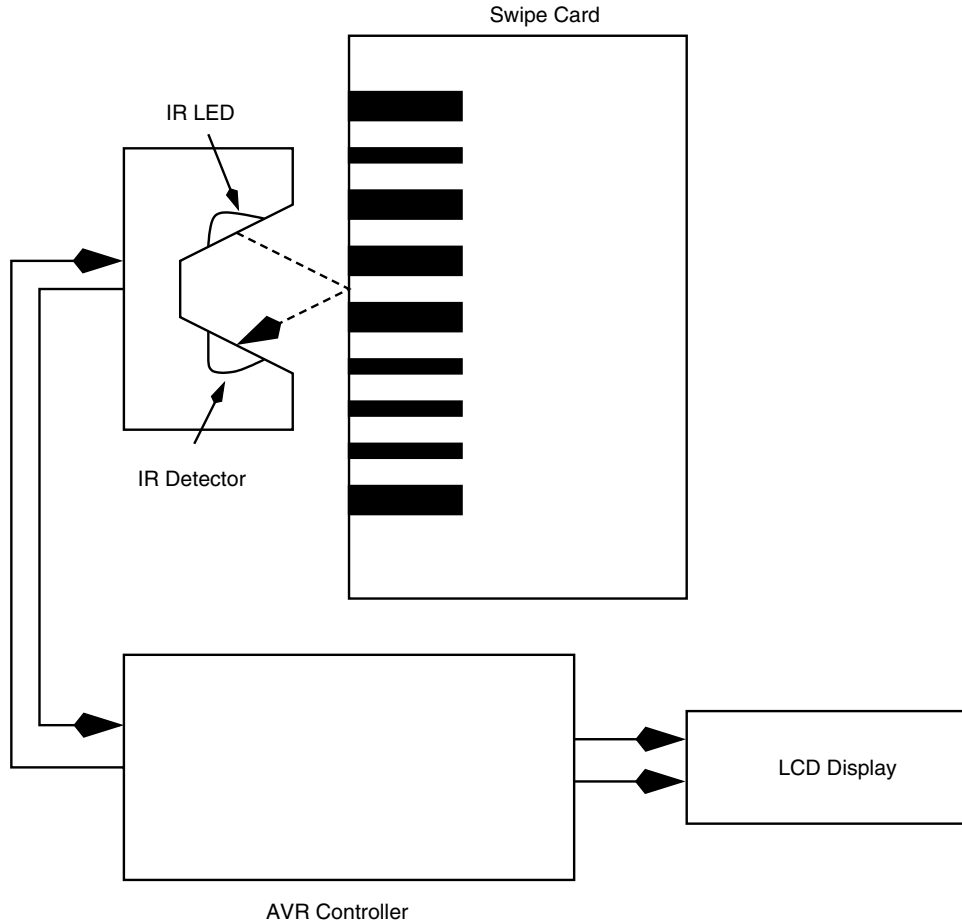 Swipe Card
IR LED
IR Detector
LCD Display
AVR Controller